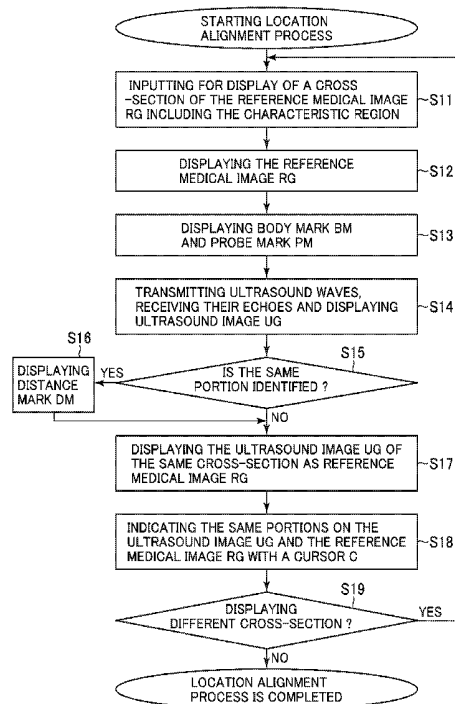 STARTING LOCATION
ALIGNMENT PROCESS
INPUTTING FOR DISPLAY OF A CROSS
-SECTION OF THE REFERENCE MEDICAL IMAGE
RG INCLUDING THE CHARACTERISTIC REGION
S11
DISPLAYING THE REFERENCE
MEDICAL IMAGE RG
S12
DISPLAYING BODY MARK BM
AND PROBE MARK PM
S13
TRANSMITTING ULTRASOUND WAVES,
RECEIVING THEIR ECHOES AND DISPLAYING
ULTRASOUND IMAGE UG
S14
S16
DISPLAYING
DISTANCE
MARK DM
YES
S15
IS THE SAME
PORTION IDENTIFIED ?
NO
DISPLAYING THE ULTRASOUND IMAGE UG OF
THE SAME CROSS-SECTION AS REFERENCE
MEDICAL IMAGE RG
S17
INDICATING THE SAME PORTIONS ON THE
ULTRASOUND IMAGE UG AND THE REFERENCE
MEDICAL IMAGE RG WITH A CURSOR C
S18
S19
DISPLAYING
DIFFERENT CROSS-SECTION ?
YES
NO
LOCATION ALIGNMENT
PROCESS IS COMPLETED